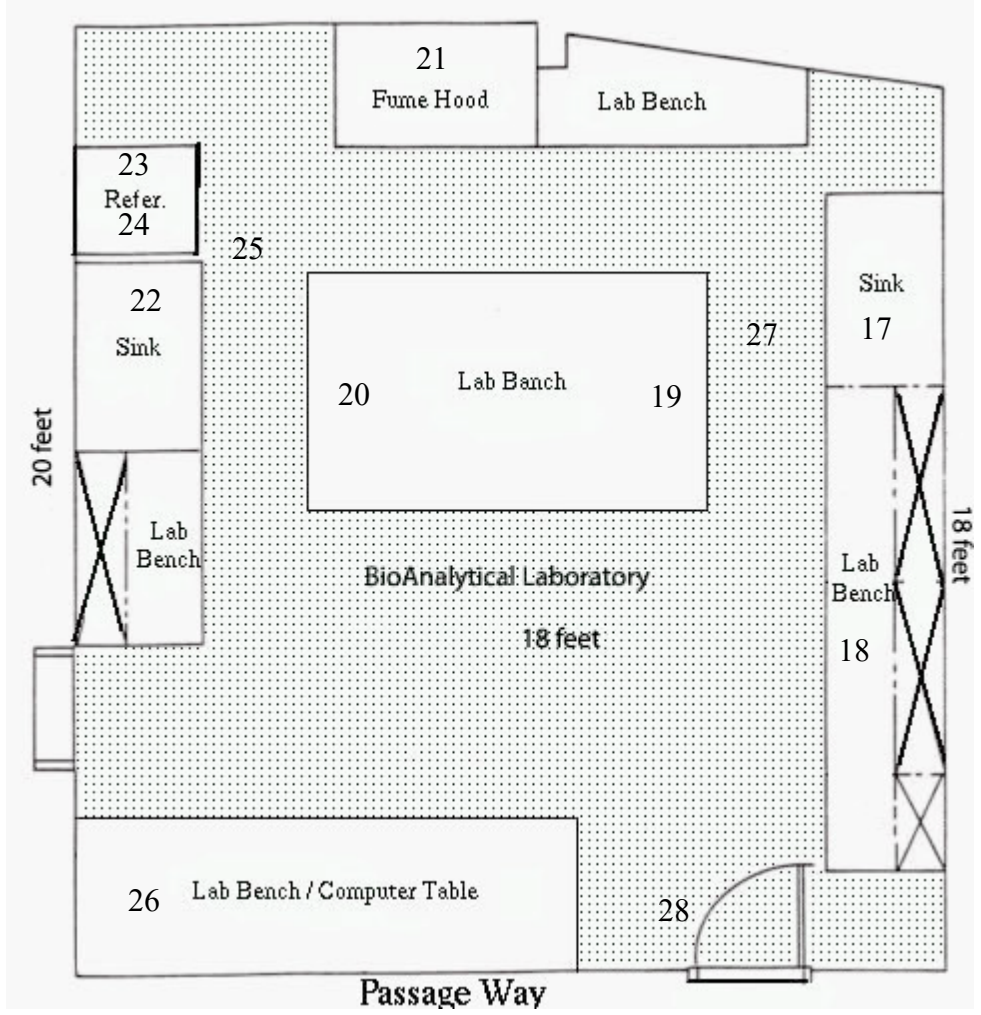 21
Fume Hood
Lab Bench
23
Refer.
24
25
22
Sink
Sink
17
27
20
Lab Banch
19
20 feet
Lab
Bench
18 feet
BioAnalytical Laboratory
18 feet
Lab
Bench
18
26
Lab Bench / Computer Table
28
Passage Way